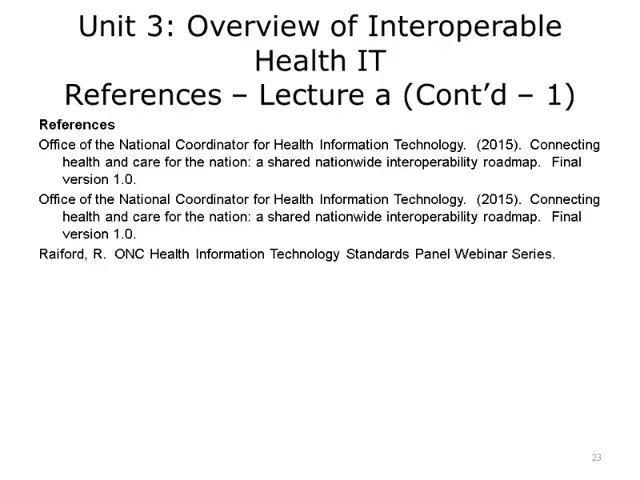 Unit 3: Overview of Interoperable
Health IT
References – Lecture a (Cont’d – 1)
References
Office of the National Coordinator for Health Information Technology. (2015). Connecting
health and care for the nation: a shared nationwide interoperability roadmap. Final
version 1.0.
Office of the National Coordinator for Health Information Technology. (2015). Connecting
health and care for the nation: a shared nationwide interoperability roadmap. Final
version 1.0.
Raiford, R. ONC Health Information Technology Standards Panel Webinar Series.
23